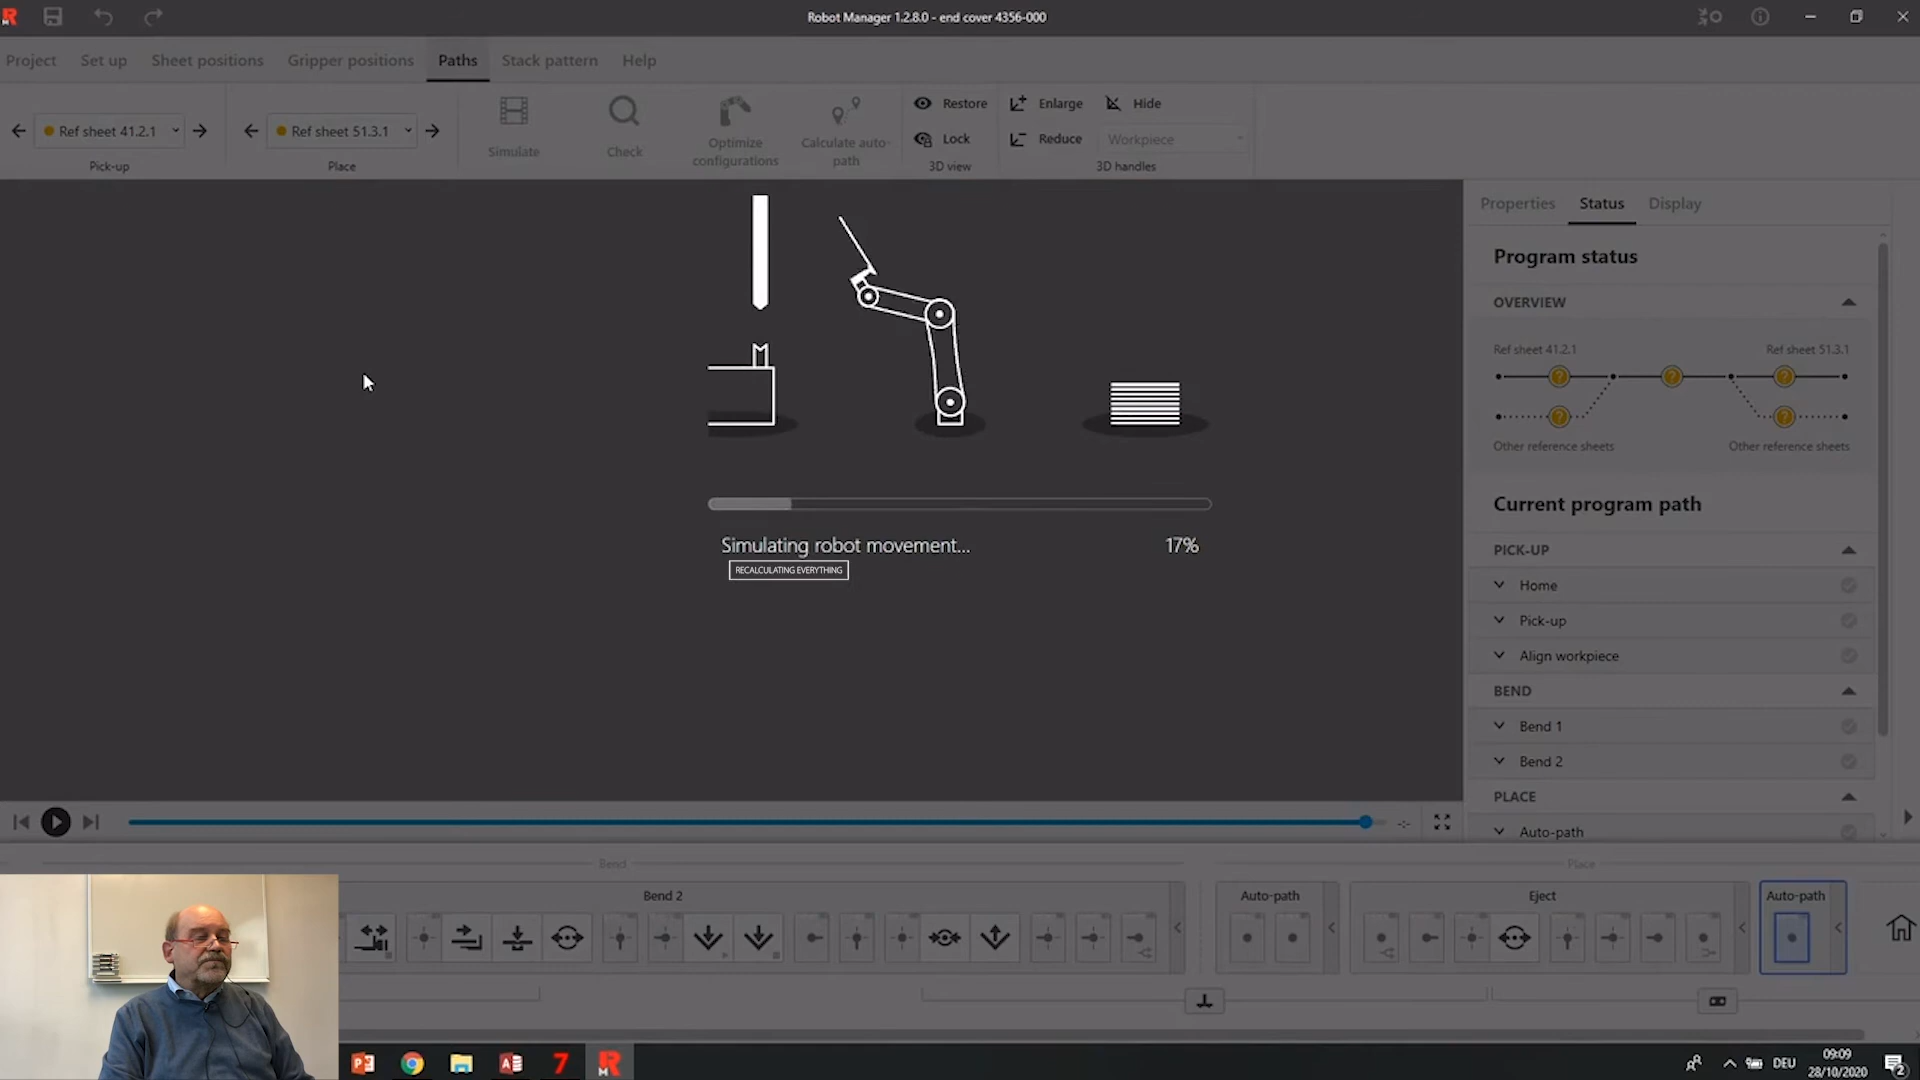 Robot Manager 1.2.8.0 - end cover 4356-000
Project Set up Sheet positions Gripper positions Paths Stack pattern Help
Ref sheet 41.2.1
Pick-up
Ref sheet 51.3.1
Place
Simulate
Check
Optimize
configurations
Calculate auto-
path
Restore
Lock
3D view
Enlarge
Reduce
Hide
Workpiece
3D handles
Simulating robot movement... 17%
RECALCULATING EVERYTHING
Properties Status Display
Program status
OVERVIEW
Ref sheet 41.2.1 Ref sheet 51.3.1
? ? ?
? ?
Other reference sheets Other reference sheets
Current program path
PICK-UP
Home
Pick-up
Align workpiece
BEND
Bend 1
Bend 2
PLACE
Auto-path
Bend Place
Bend 2 Auto-path Eject Auto-path
DEU
09:09
28/10/2020
2